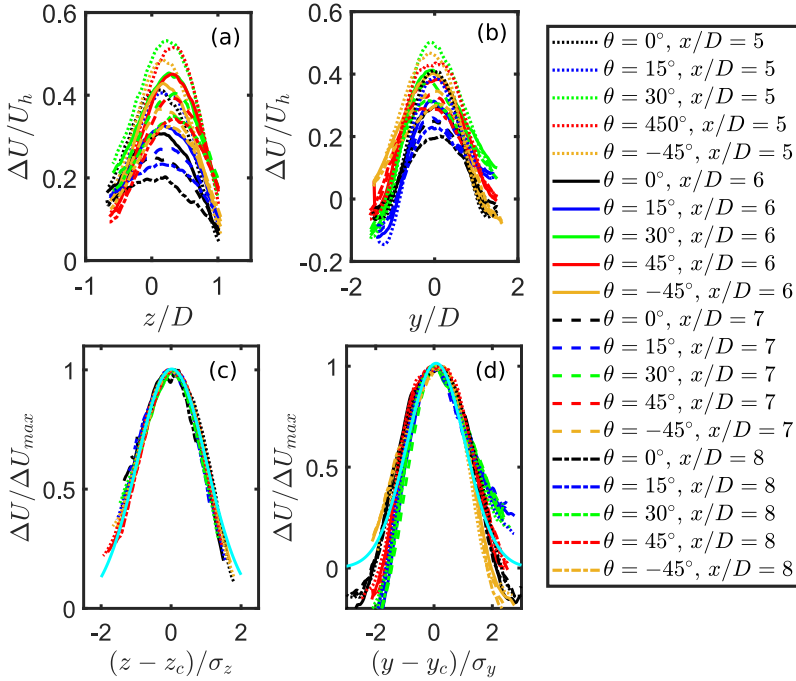 (a)
0.6
0.4
0.2
0
ΔU/U_h
-1 0 1
z/D
(b)
0.6
0.4
0.2
0
-0.2
ΔU/U_h
-2 0 2
y/D
(c)
1
0.5
0
ΔU/ΔU_max
-2 0 2
(z − z_c)/σ_z
(d)
1
0.5
0
ΔU/ΔU_max
-2 0 2
(y − y_c)/σ_y
θ = 0°, x/D = 5
θ = 15°, x/D = 5
θ = 30°, x/D = 5
θ = 450°, x/D = 5
θ = −45°, x/D = 5
θ = 0°, x/D = 6
θ = 15°, x/D = 6
θ = 30°, x/D = 6
θ = 45°, x/D = 6
θ = −45°, x/D = 6
θ = 0°, x/D = 7
θ = 15°, x/D = 7
θ = 30°, x/D = 7
θ = 45°, x/D = 7
θ = −45°, x/D = 7
θ = 0°, x/D = 8
θ = 15°, x/D = 8
θ = 30°, x/D = 8
θ = 45°, x/D = 8
θ = −45°, x/D = 8